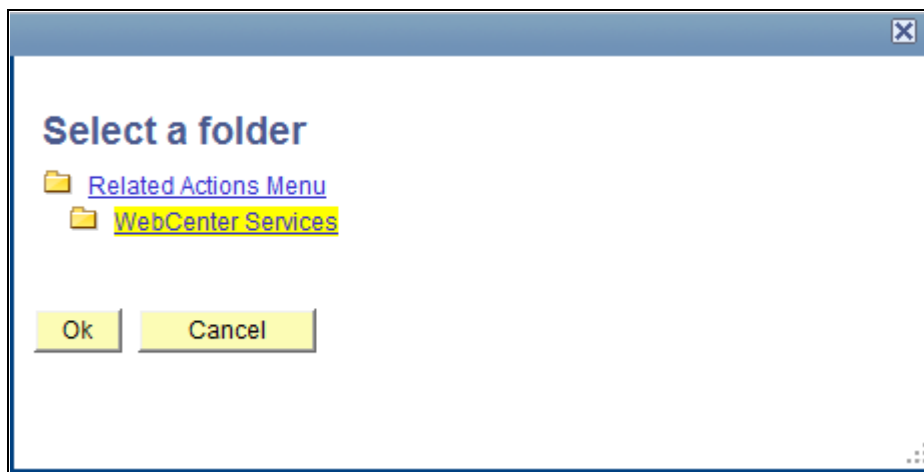 Select a folder
Related Actions Menu
WebCenter Services
Ok Cancel